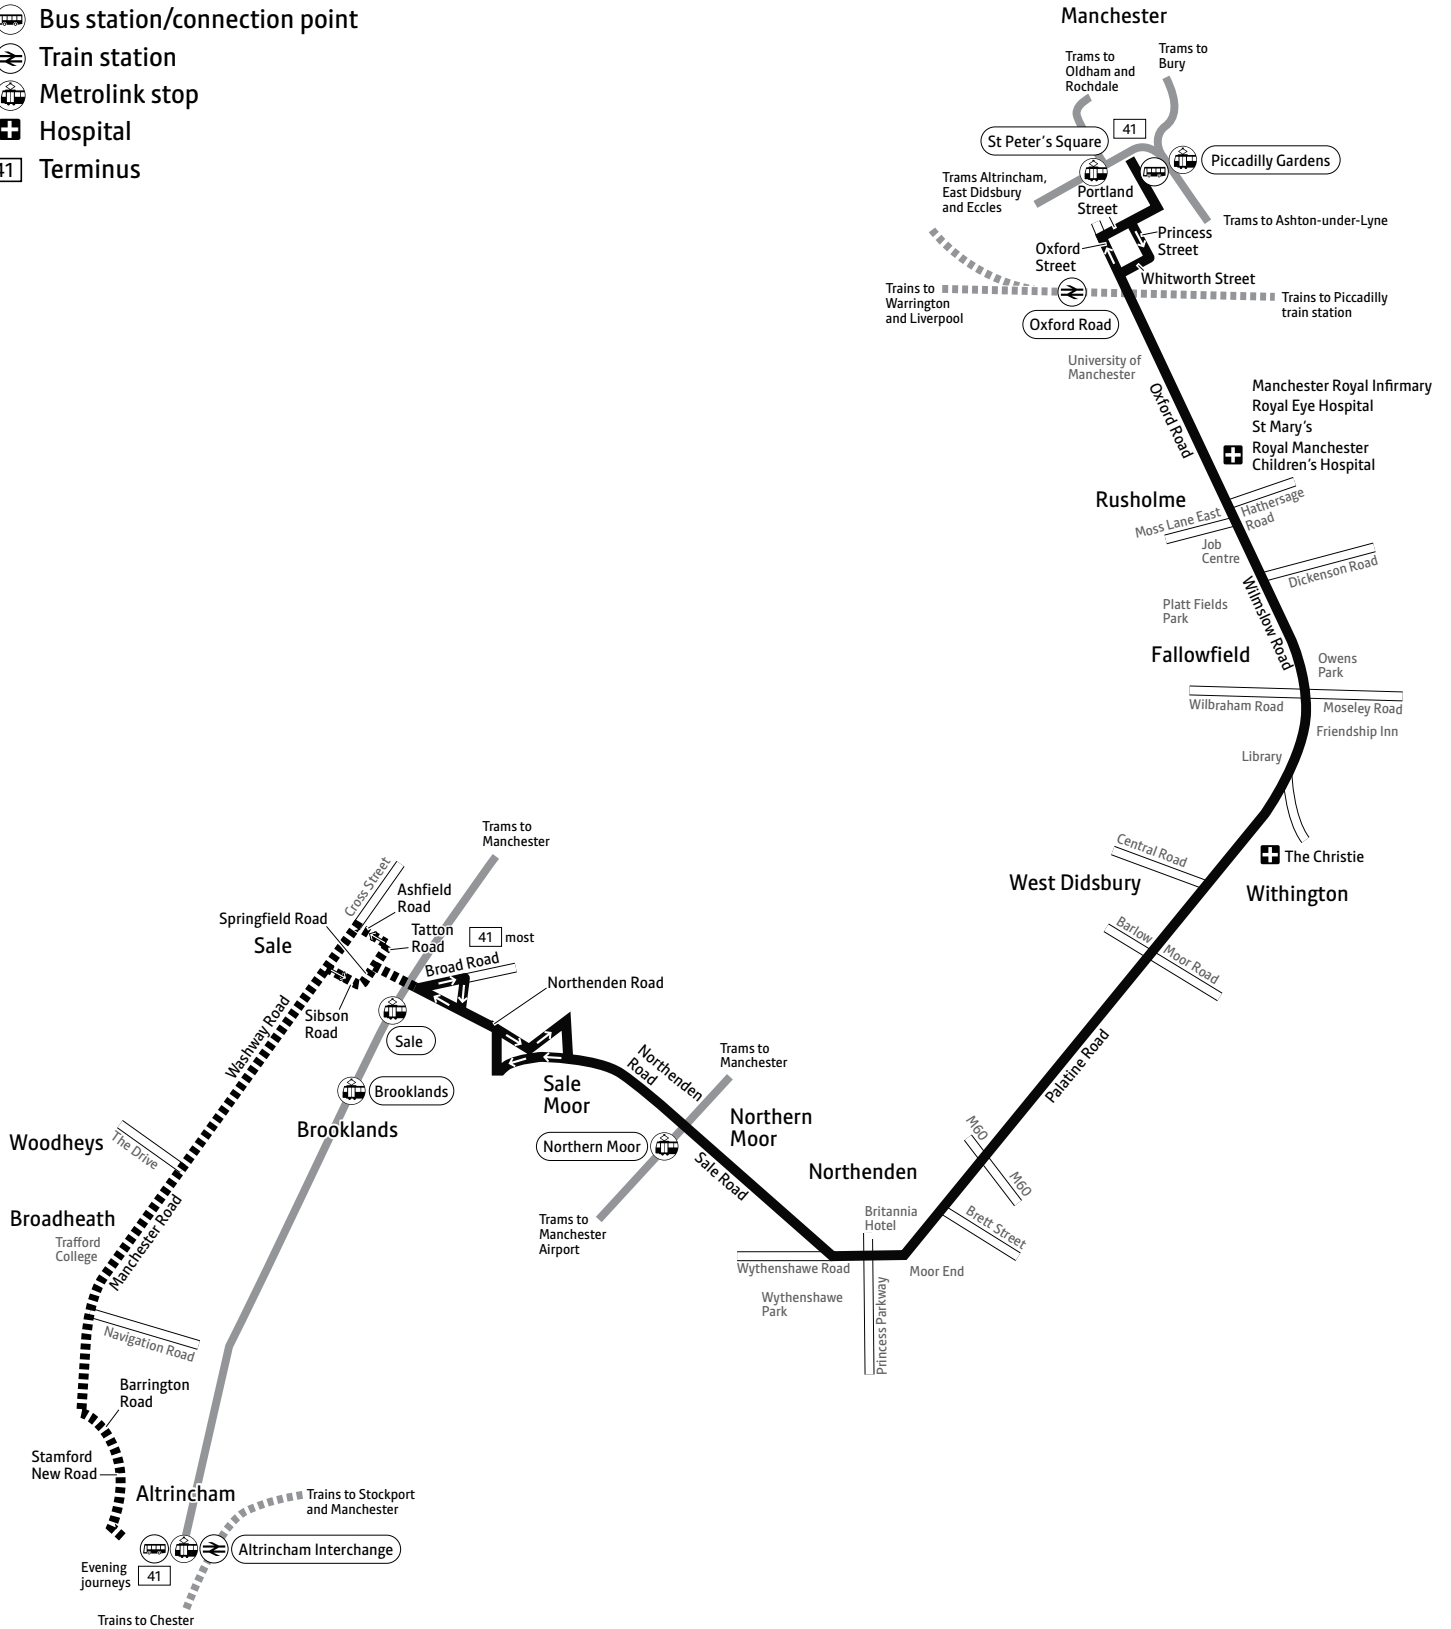 Bus station/connection point
Train station
Metrolink stop
Hospital
41 Terminus
Manchester
Trams to
Oldham and
Rochdale
Trams to
Bury
41
St Peter's Square
Piccadilly Gardens
Trams Altrincham,
East Didsbury
and Eccles
Portland
Street
Trams to Ashton-under-Lyne
Princess
Street
Oxford
Street
Whitworth Street
Trains to
Warrington
and Liverpool
Trains to Piccadilly
train station
Oxford Road
University of
Manchester
Oxford Road
Manchester Royal Infirmary
Royal Eye Hospital
St Mary's
Royal Manchester
Children's Hospital
Rusholme
Moss Lane East
Hathersage
Road
Job
Centre
Dickenson Road
Wilmslow Road
Platt Fields
Park
Fallowfield
Owens
Park
Wilbraham Road
Moseley Road
Friendship Inn
Library
The Christie
Central Road
West Didsbury
Withington
Barlow
Moor Road
Palatine Road
M60
M60
Brett Street
Northenden
Britannia
Hotel
Moor End
Wythenshawe Road
Princess Parkway
Wythenshawe
Park
Sale Road
Northern
Moor
Northern Moor
Trams to
Manchester
Trams to
Manchester
Airport
Northenden
Road
Sale
Moor
Northenden Road
Trams to
Manchester
41 most
Broad Road
Cross Street
Ashfield
Road
Tatton
Road
Springfield Road
Sale
Sibson
Road
Sale
Washway Road
Brooklands
Brooklands
Woodheys
The Drive
Broadheath
Trafford
College
Manchester Road
Navigation Road
Barrington
Road
Stamford
New Road
Altrincham
Trains to Stockport
and Manchester
Altrincham Interchange
Evening
journeys
41
Trains to Chester